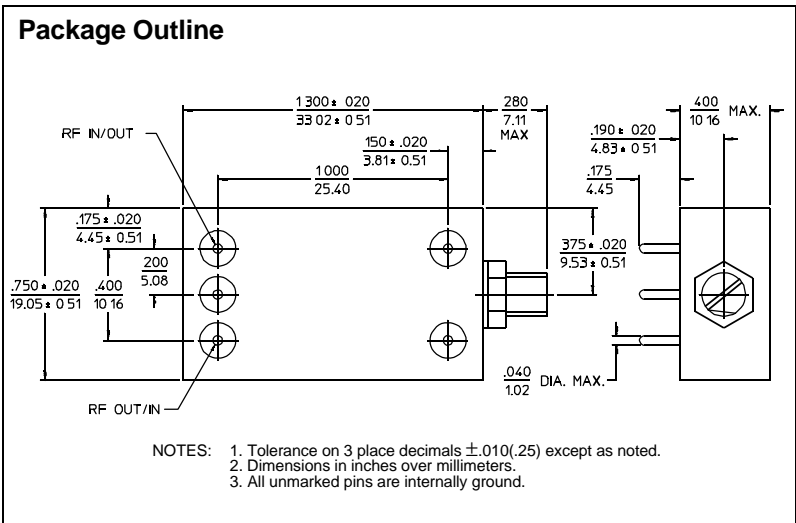 Package Outline
1300± 020
33 02± 0 51
280
7.11
MAX
400
10 16
MAX.
RF IN/OUT
150± .020
3.81± 0.51
.190± 020
4.83± 0 51
1000
25.40
.175
4.45
.175± .020
4.45± 0.51
375± .020
9.53± 0.51
200
5.08
.750± .020
19.05± 0 51
.400
10 16
.040
1.02
DIA. MAX.
RF OUT/IN
NOTES: 1. Tolerance on 3 place decimals ±.010(.25) except as noted.
2. Dimensions in inches over millimeters.
3. All unmarked pins are internally ground.